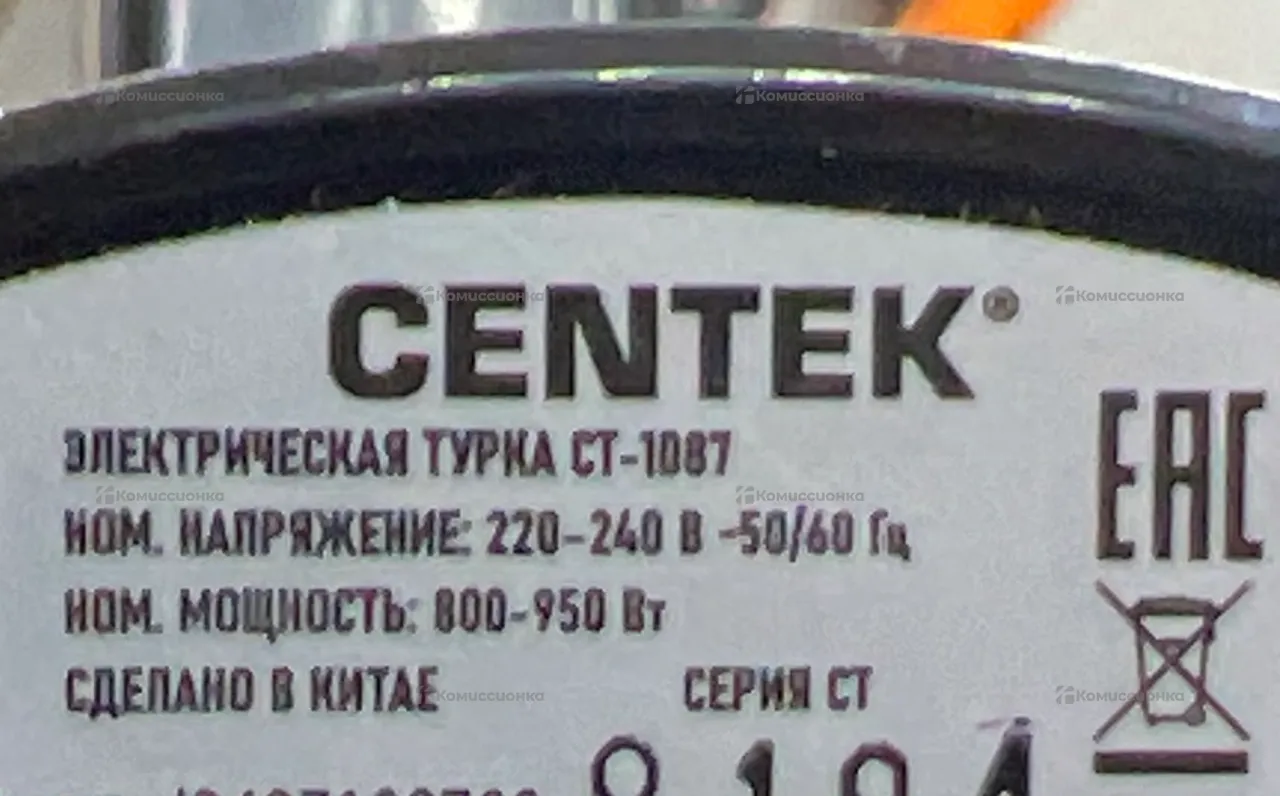 CENTEK®
ЭЛЕКТРИЧЕСКАЯ ТУРКА СТ-1087
НОМ. НАПРЯЖЕНИЕ: 220-240 В ~50/60 Гц
НОМ. МОЩНОСТЬ: 800-950 Вт
СДЕЛАНО В КИТАЕ
СЕРИЯ СТ
EAC
Комиссионка
Комиссионка
Комиссионка
Комиссионка
Комиссионка
Комиссионка
Комиссионка
Комиссионка